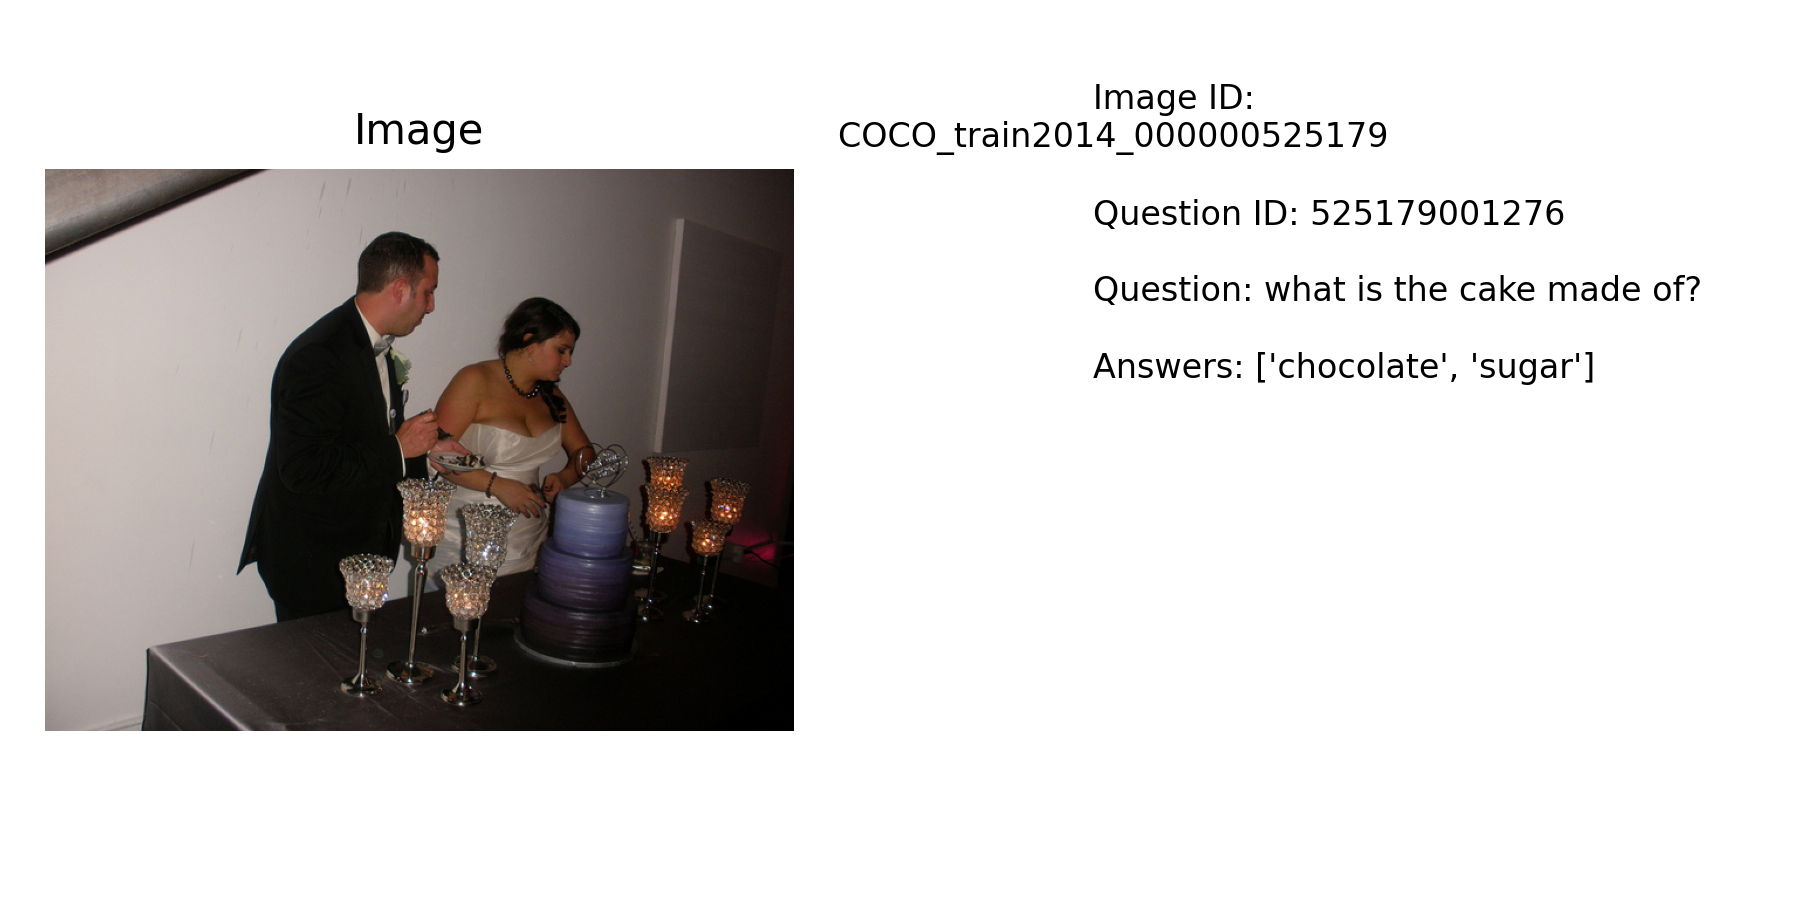 Image
Image ID:
COCO_train2014_000000525179
Question ID: 525179001276
Question: what is the cake made of?
Answers: ['chocolate', 'sugar']